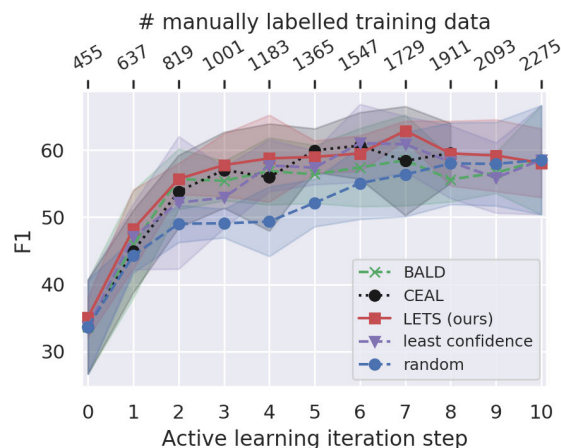 # manually labelled training data
455 637 819 1001 1183 1365 1547 1729 1911 2093 2275
60
50
40
30
F1
BALD
CEAL
LETS (ours)
least confidence
random
0 1 2 3 4 5 6 7 8 9 10
Active learning iteration step